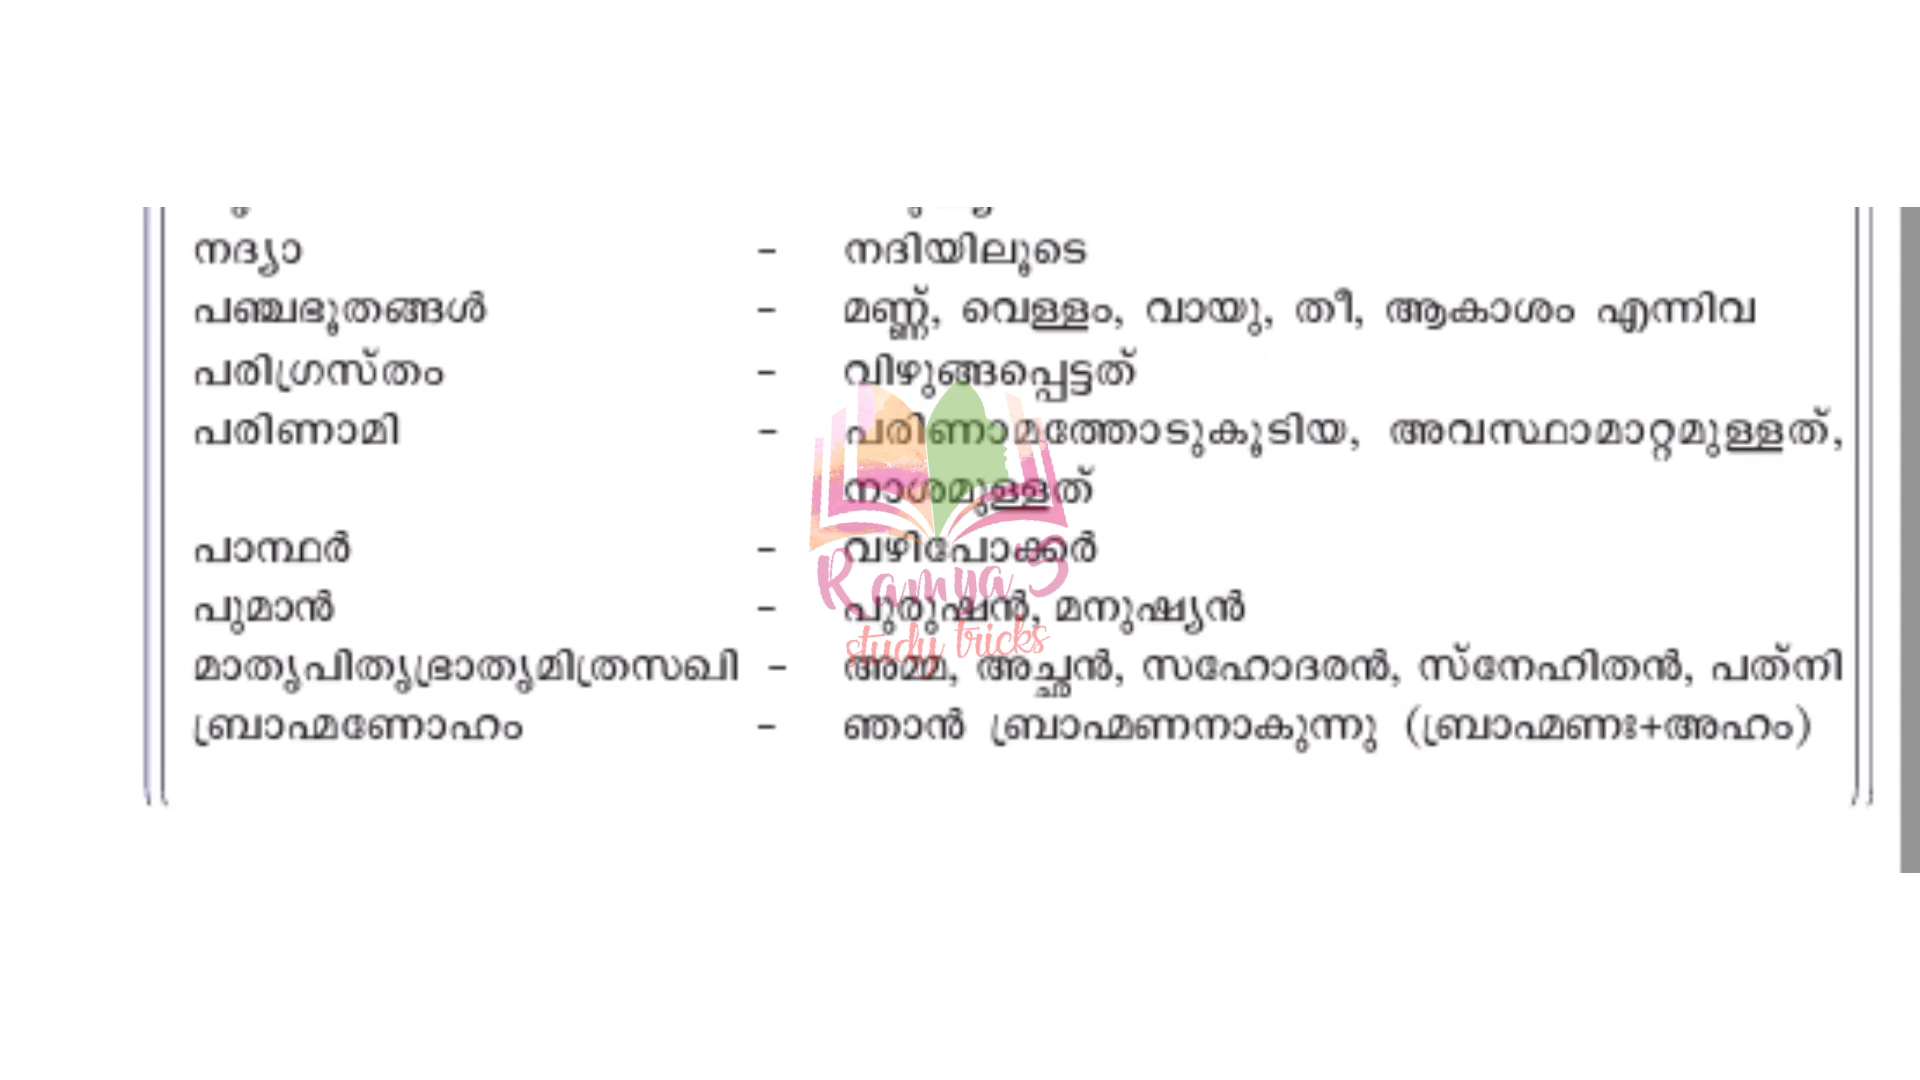 നദ്യാ - നദിയിലൂടെ
പഞ്ചഭൂതങ്ങൾ - മണ്ണ്, വെള്ളം, വായു, തീ, ആകാശം എന്നിവ
പരിഗ്രസ്തം - വിഴുങ്ങപ്പെട്ടത്
പരിണാമി - പരിണാമത്തോടുകൂടിയ, അവസ്ഥാമാറ്റമുള്ളത്,
നാശമുള്ളത്
പാന്ഥർ - വഴിപോക്കർ
പുമാൻ - പുരുഷൻ, മനുഷ്യൻ
മാതൃപിതൃഭ്രാതൃമിത്രസഖി - അമ്മ, അച്ഛൻ, സഹോദരൻ, സ്നേഹിതൻ, പത്നി
ബ്രാഹ്മണോഹം - ഞാൻ ബ്രാഹ്മണനാകുന്നു (ബ്രാഹ്മണഃ+അഹം)
Ramya's
study tricks